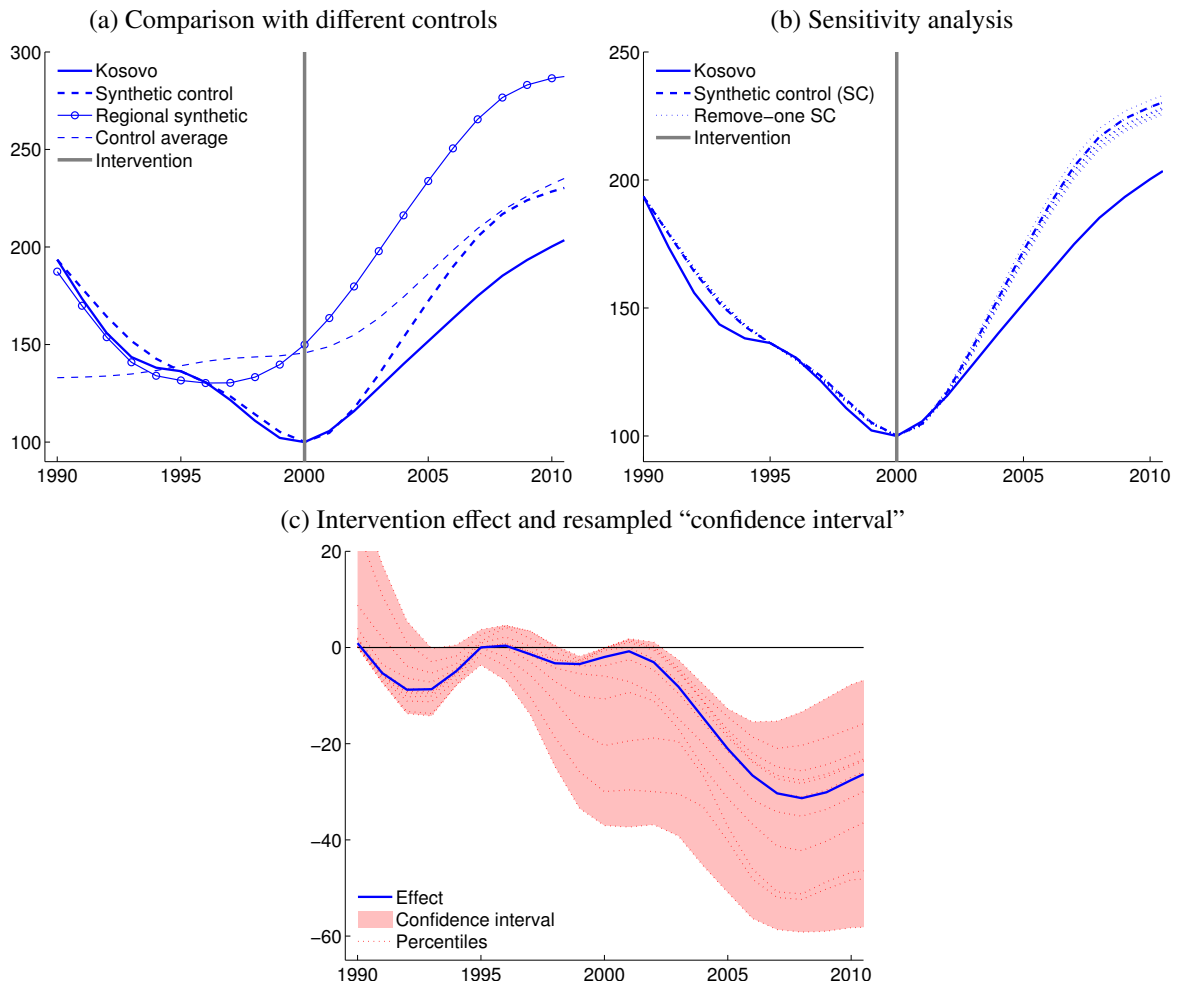 (a) Comparison with different controls
300
250
200
150
100
1990
1995
2000
2005
2010
Kosovo
Synthetic control
Regional synthetic
Control average
Intervention
(b) Sensitivity analysis
250
200
150
100
1990
1995
2000
2005
2010
Kosovo
Synthetic control (SC)
Remove−one SC
Intervention
(c) Intervention effect and resampled “confidence interval”
20
0
−20
−40
−60
1990
1995
2000
2005
2010
Effect
Confidence interval
Percentiles